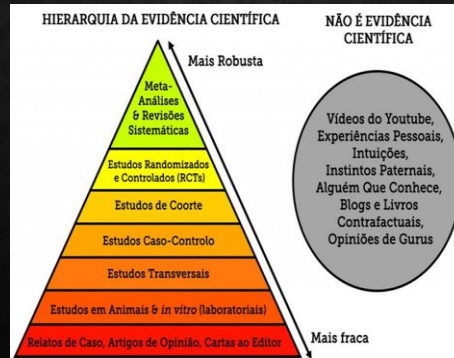 HIERARQUIA DA EVIDÊNCIA CIENTÍFICA
Mais Robusta
Meta-
Análises
& Revisões
Sistemáticas
Estudos Randomizados
e Controlados (RCTs)
Estudos de Coorte
Estudos Caso-Controlo
Estudos Transversais
Estudos em Animais & in vitro (laboratoriais)
Relatos de Caso, Artigos de Opinião, Cartas ao Editor
Mais fraca
NÃO É EVIDÊNCIA
CIENTÍFICA
Vídeos do Youtube,
Experiências Pessoais,
Intuições,
Instintos Paternais,
Alguém Que Conhece,
Blogs e Livros
Contrafactuais,
Opiniões de Gurus